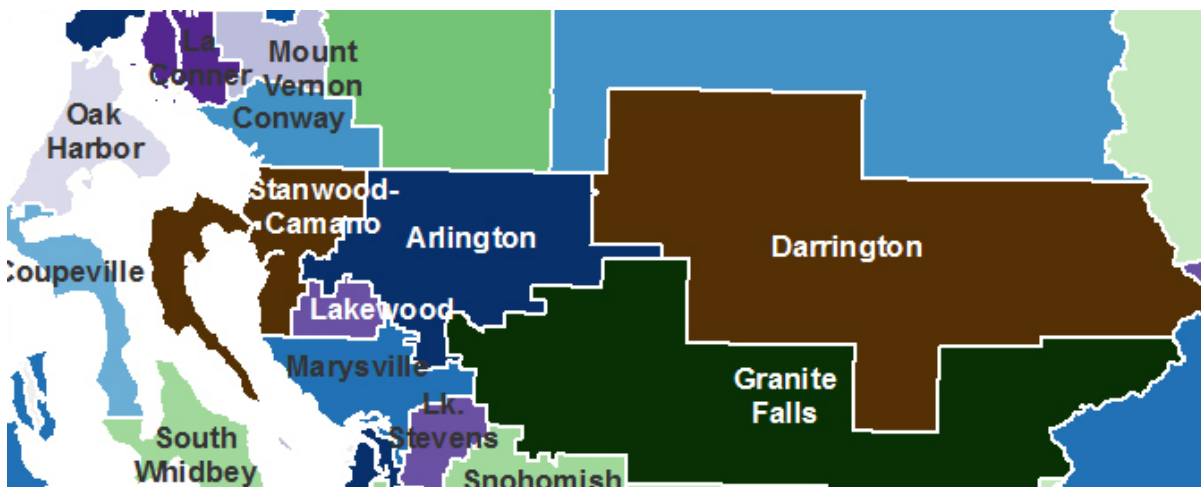 La
Conner
Mount
Vernon
Conway
Oak
Harbor
Stanwood-
Camano
Arlington
Darrington
Coupeville
Lakewood
Marysville
Granite
Falls
Lk.
Stevens
South
Whidbey
Snohomish